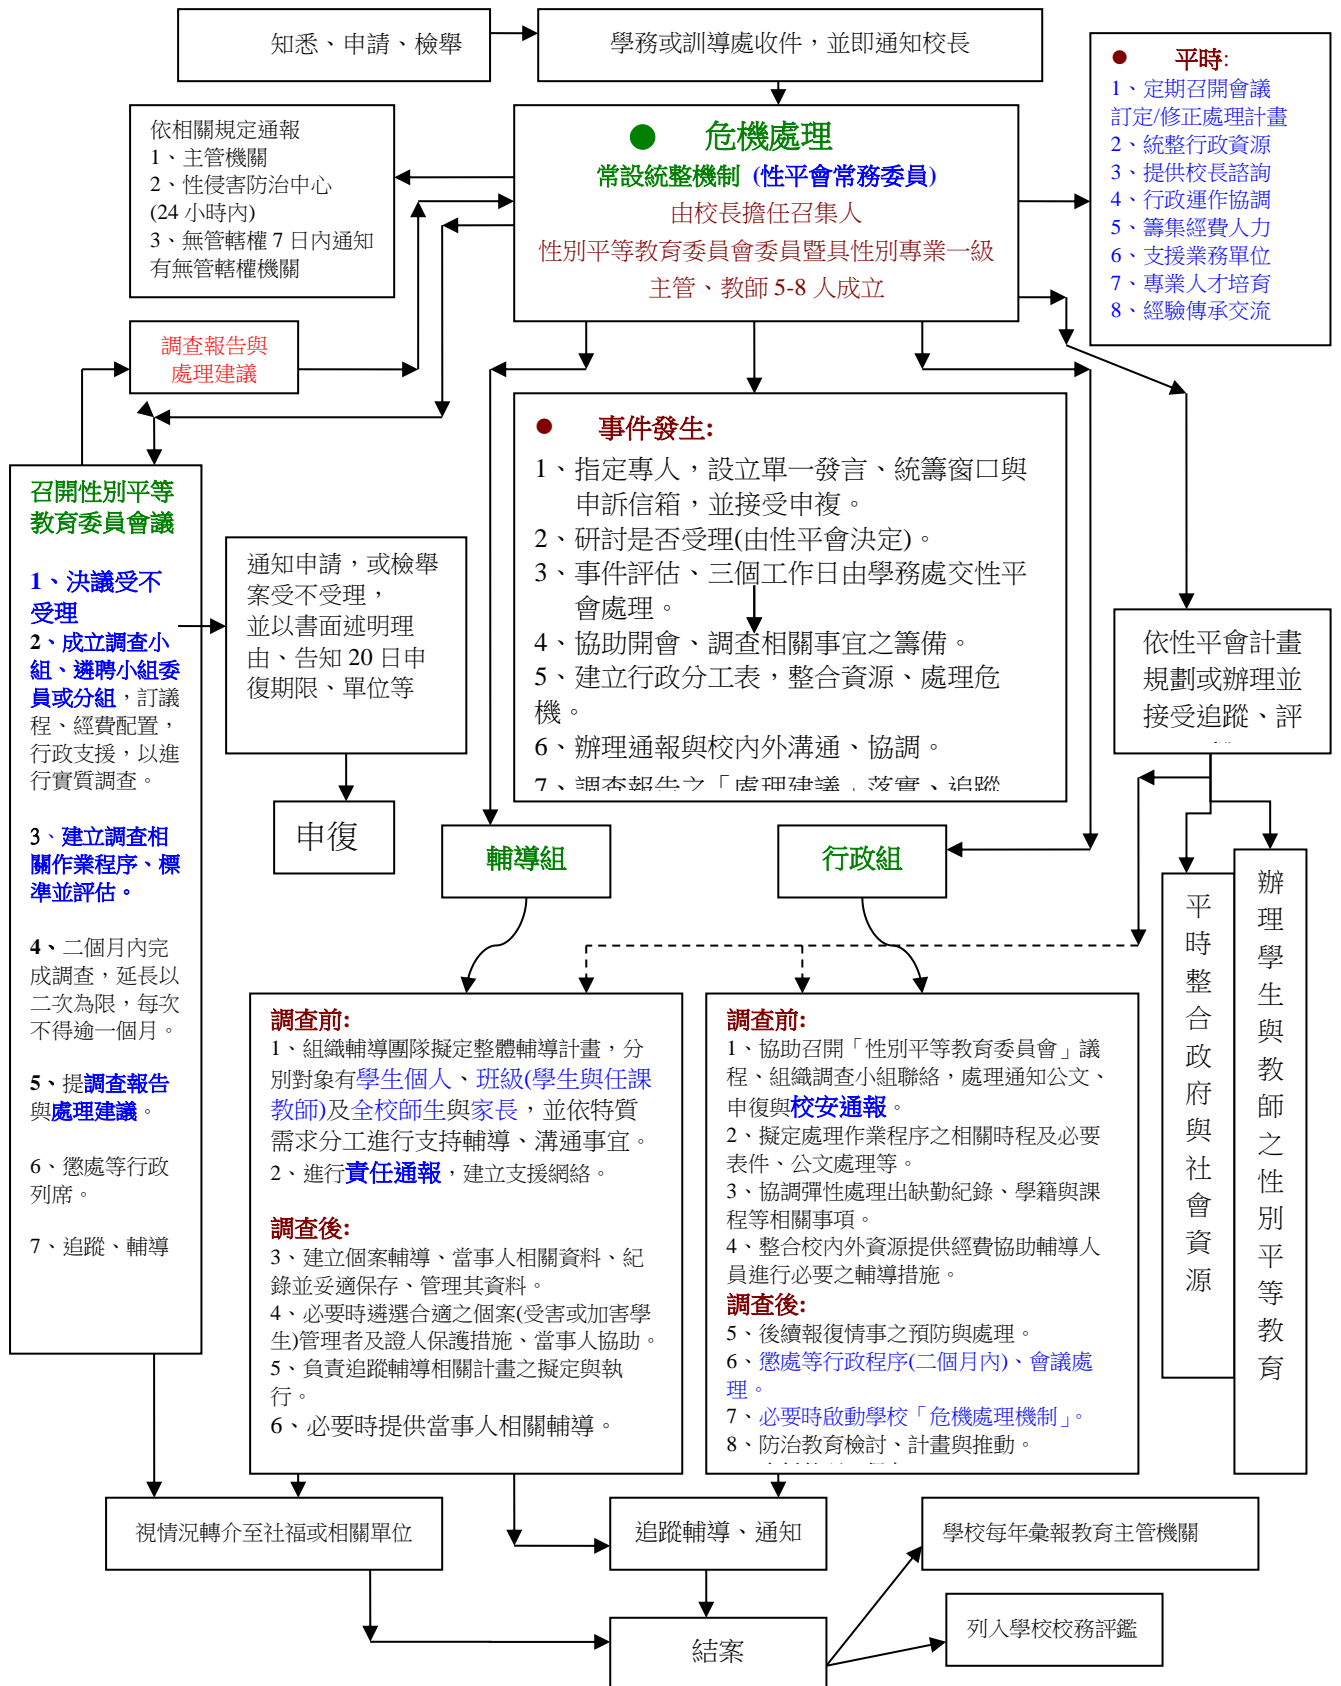 知悉、申請、檢舉
學務或訓導處收件，並即通知校長
● 平時:
1、定期召開會議
訂定/修正處理計畫
2、統整行政資源
3、提供校長諮詢
4、行政運作協調
5、籌集經費人力
6、支援業務單位
7、專業人才培育
8、經驗傳承交流
依相關規定通報
1、主管機關
2、性侵害防治中心
(24 小時內)
3、無管轄權 7 日內通知
有無管轄權機關
● 危機處理
常設統整機制 (性平會常務委員)
由校長擔任召集人
性別平等教育委員會委員暨具性別專業一級
主管、教師 5-8 人成立
調查報告與
處理建議
● 事件發生:
1、指定專人，設立單一發言、統籌窗口與
申訴信箱，並接受申複。
2、研討是否受理(由性平會決定)。
3、事件評估、三個工作日由學務處交性平
會處理。
4、協助開會、調查相關事宜之籌備。
5、建立行政分工表，整合資源、處理危
機。
6、辦理通報與校內外溝通、協調。
7、調查報告之「處理建議」落實、追蹤
召開性別平等
教育委員會議
1、決議受不
受理
2、成立調查小
組、遴聘小組委
員或分組，訂議
程、經費配置，
行政支援，以進
行實質調查。
3、建立調查相
關作業程序、標
準並評估。
4、二個月內完
成調查，延長以
二次為限，每次
不得逾一個月。
5、提調查報告
與處理建議。
6、懲處等行政
列席。
7、追蹤、輔導
通知申請，或檢舉
案受不受理，
並以書面述明理
由、告知 20 日申
復期限、單位等
申復
依性平會計畫
規劃或辦理並
接受追蹤、評
輔導組
行政組
平時整合政府與社會資源
辦理學生與教師之性別平等教育
調查前:
1、組織輔導團隊擬定整體輔導計畫，分
別對象有學生個人、班級(學生與任課
教師)及全校師生與家長，並依特質
需求分工進行支持輔導、溝通事宜。
2、進行責任通報，建立支援網絡。
調查後:
3、建立個案輔導、當事人相關資料、紀
錄並妥適保存、管理其資料。
4、必要時遴選合適之個案(受害或加害學
生)管理者及證人保護措施、當事人協助。
5、負責追蹤輔導相關計畫之擬定與執
行。
6、必要時提供當事人相關輔導。
調查前:
1、協助召開「性別平等教育委員會」議
程、組織調查小組聯絡，處理通知公文、
申復與校安通報。
2、擬定處理作業程序之相關時程及必要
表件、公文處理等。
3、協調彈性處理出缺勤紀錄、學籍與課
程等相關事項。
4、整合校內外資源提供經費協助輔導人
員進行必要之輔導措施。
調查後:
5、後續報復情事之預防與處理。
6、懲處等行政程序(二個月內)、會議處
理。
7、必要時啟動學校「危機處理機制」。
8、防治教育檢討、計畫與推動。
視情況轉介至社福或相關單位
追蹤輔導、通知
學校每年彙報教育主管機關
結案
列入學校校務評鑑